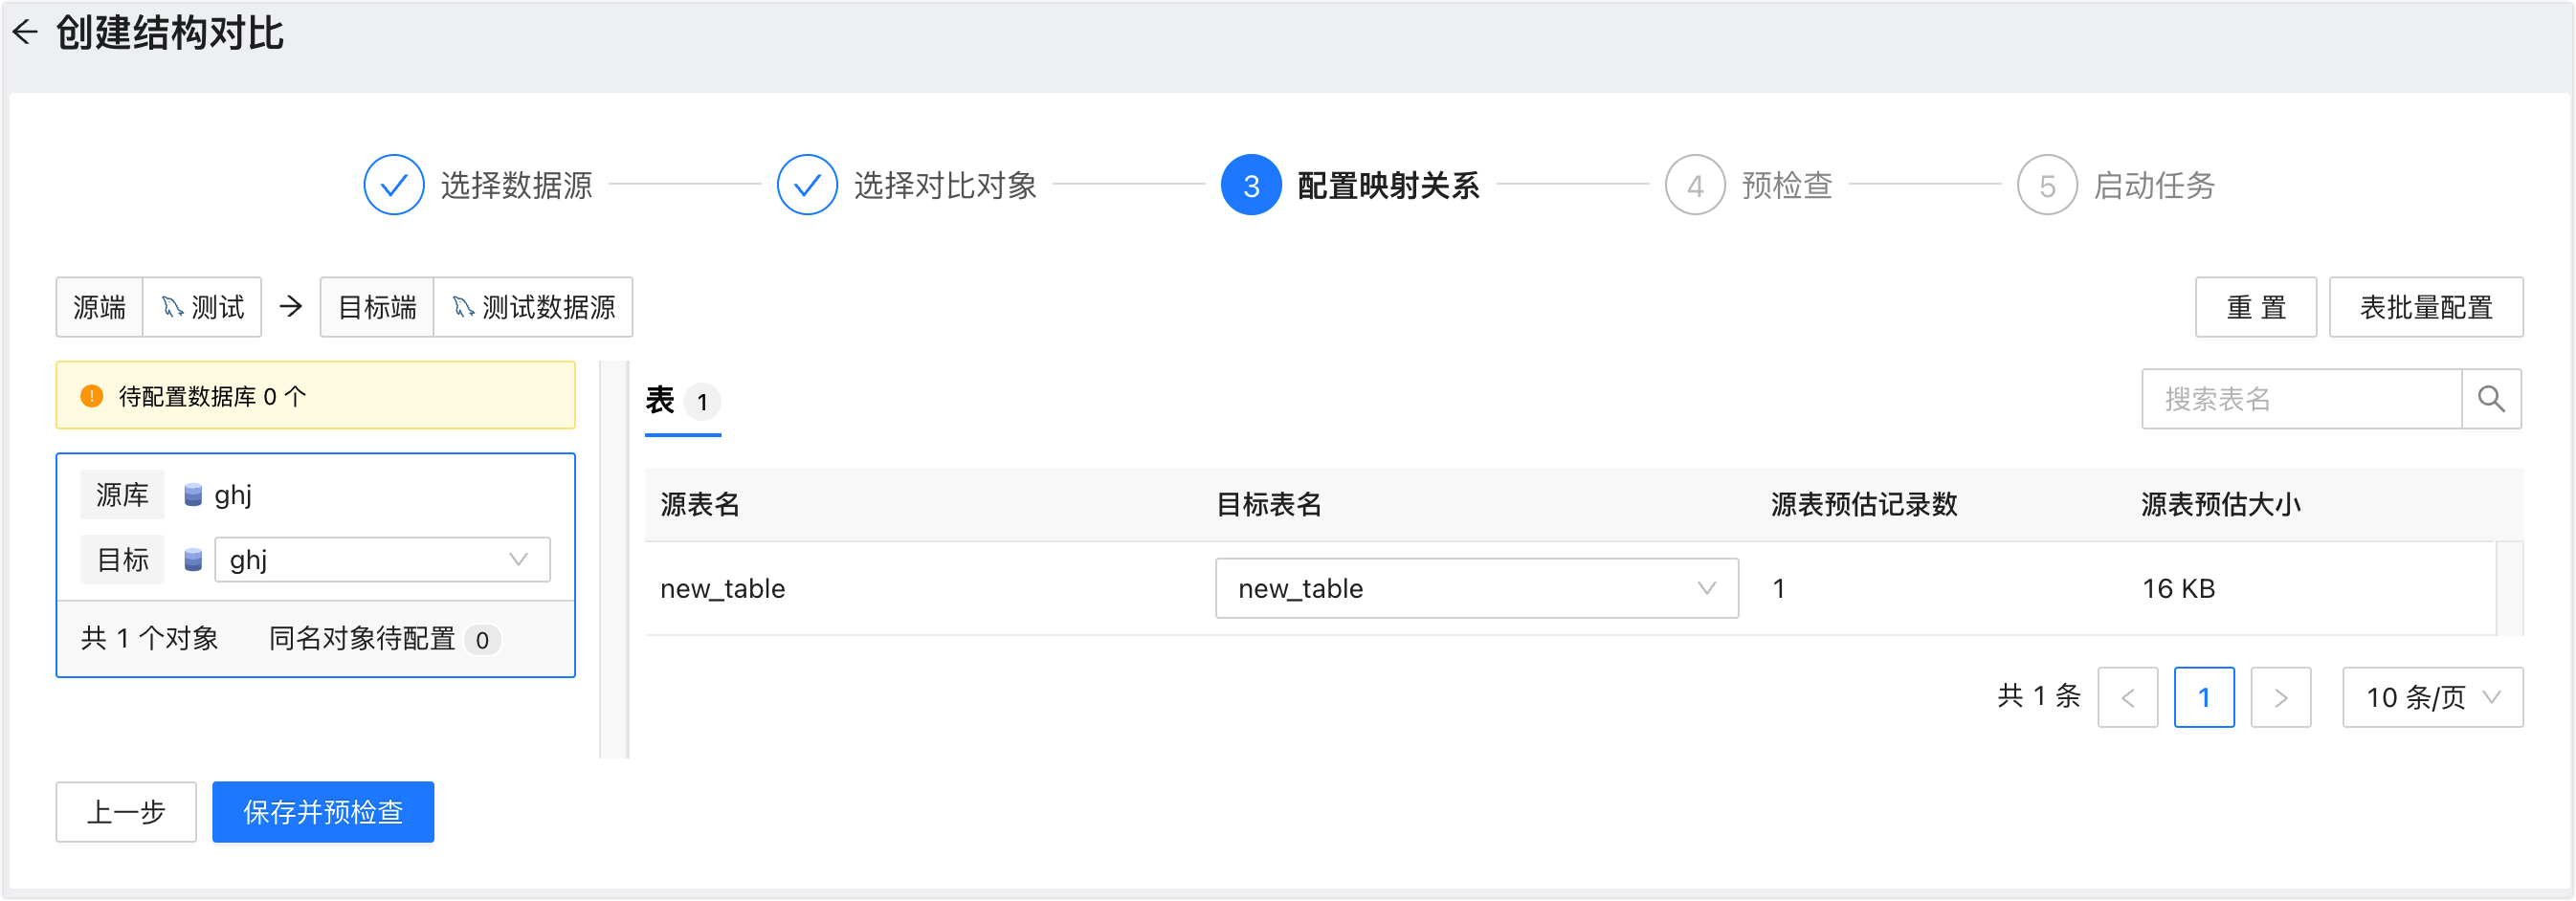 创建结构对比
选择数据源
选择对比对象
3 配置映射关系
4 预检查
5 启动任务
源端 测试 目标端 测试数据源
重 置 表批量配置
待配置数据库 0 个
源库 ghj
目标 ghj
共 1 个对象 同名对象待配置 0
表 1
搜索表名
源表名 目标表名 源表预估记录数 源表预估大小
new_table new_table 1 16 KB
共 1 条 < 1 > 10 条/页
上一步 保存并预检查